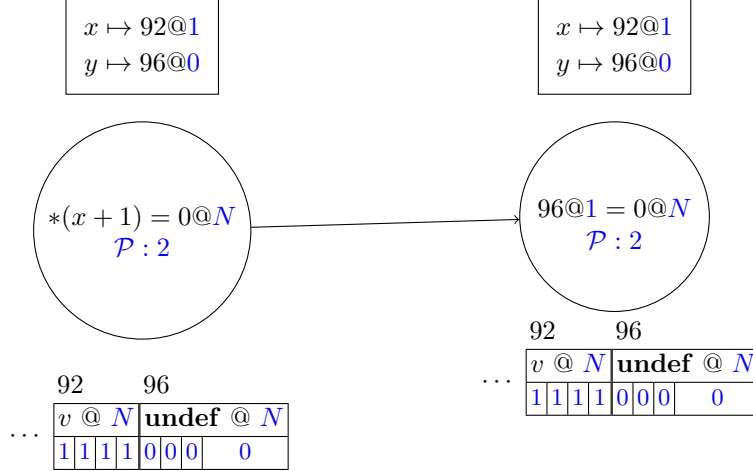 x ↦ 92@1
y ↦ 96@0
∗(x + 1) = 0@N
𝒫 : 2
92 96
... v @ N undef @ N
1 1 1 1 0 0 0 0
x ↦ 92@1
y ↦ 96@0
96@1 = 0@N
𝒫 : 2
92 96
... v @ N undef @ N
1 1 1 1 0 0 0 0